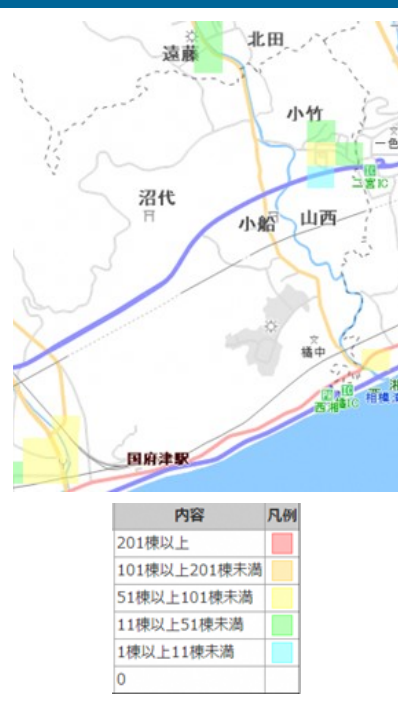 北田
遠藤
小竹
一色
二宮IC
沼代
小船
山西
橘中
西湘
橘IC
国府津駅
内容 凡例
201棟以上
101棟以上201棟未満
51棟以上101棟未満
11棟以上51棟未満
1棟以上11棟未満
0